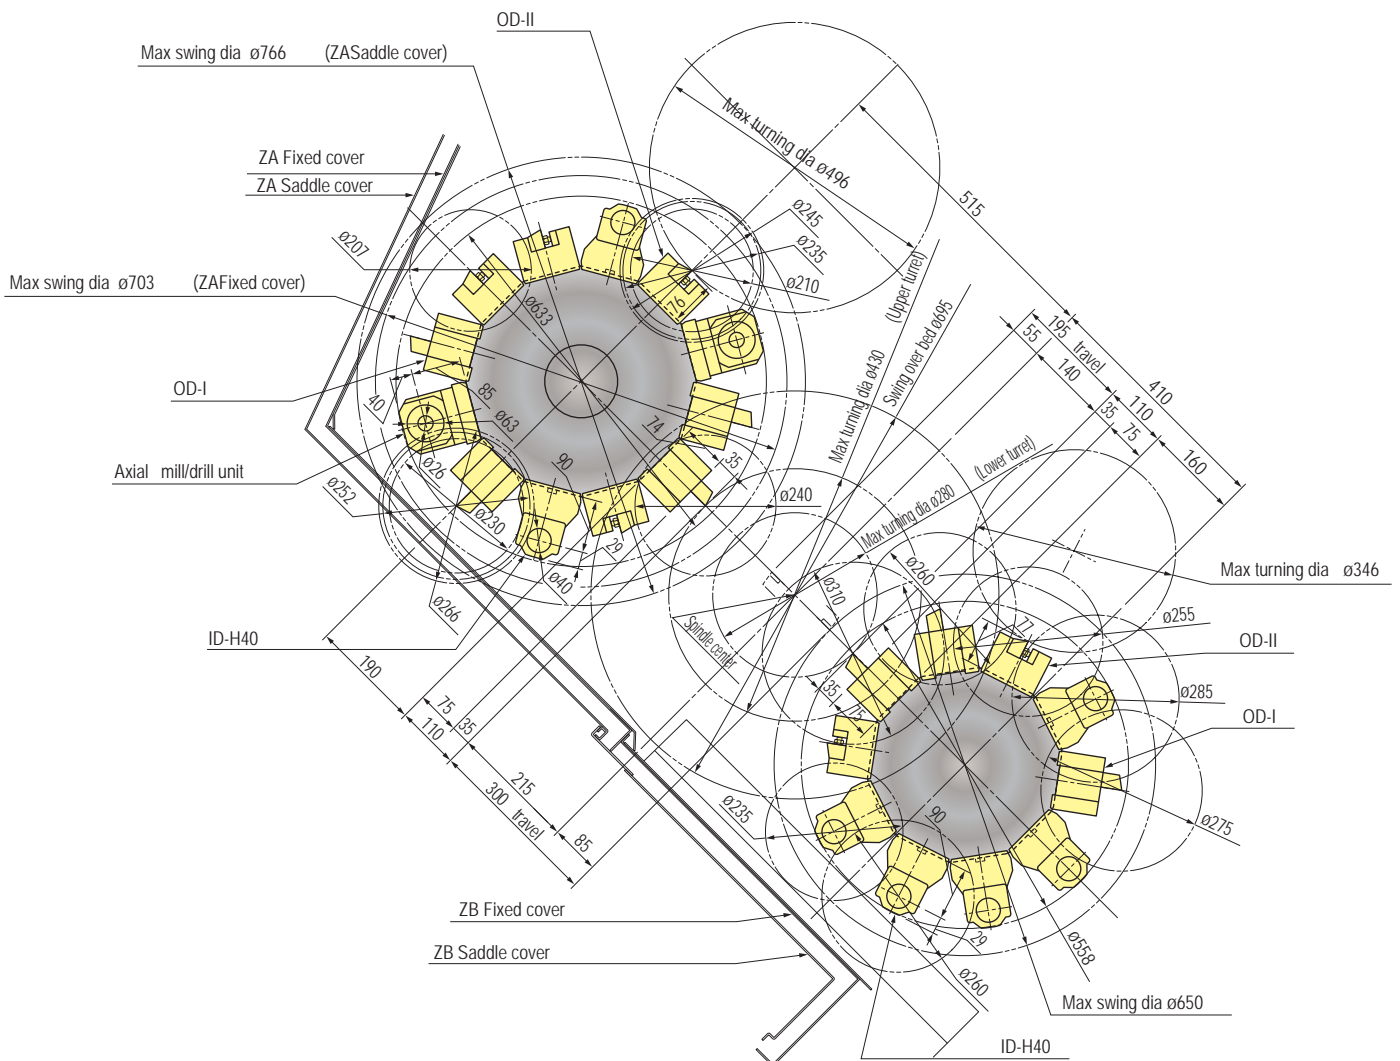 OD-II
Max swing dia ø766 (ZASaddle cover)
Max turning dia ø496
ZA Fixed cover
ZA Saddle cover
515
ø245
ø235
ø210
(Upper turret)
ø207
Max swing dia ø703 (ZAFixed cover)
ø633
76
Swing over bed ø695
Max turning dia ø430
195 travel
55
140
410
110
35
75
160
OD-I
40
85
ø63
74
35
Axial mill/drill unit
ø26
90
ø252
ø240
(Lower turret)
Max turning dia ø280
ø230
29
ø40
ø260
Max turning dia ø346
ø310
ø266
Spindle center
77
ø255
ID-H40
OD-II
190
35
75
ø285
75
35
110
OD-I
215
300 travel
85
ø235
90
ø275
ZB Fixed cover
ZB Saddle cover
29
ø558
ø260
Max swing dia ø650
ID-H40